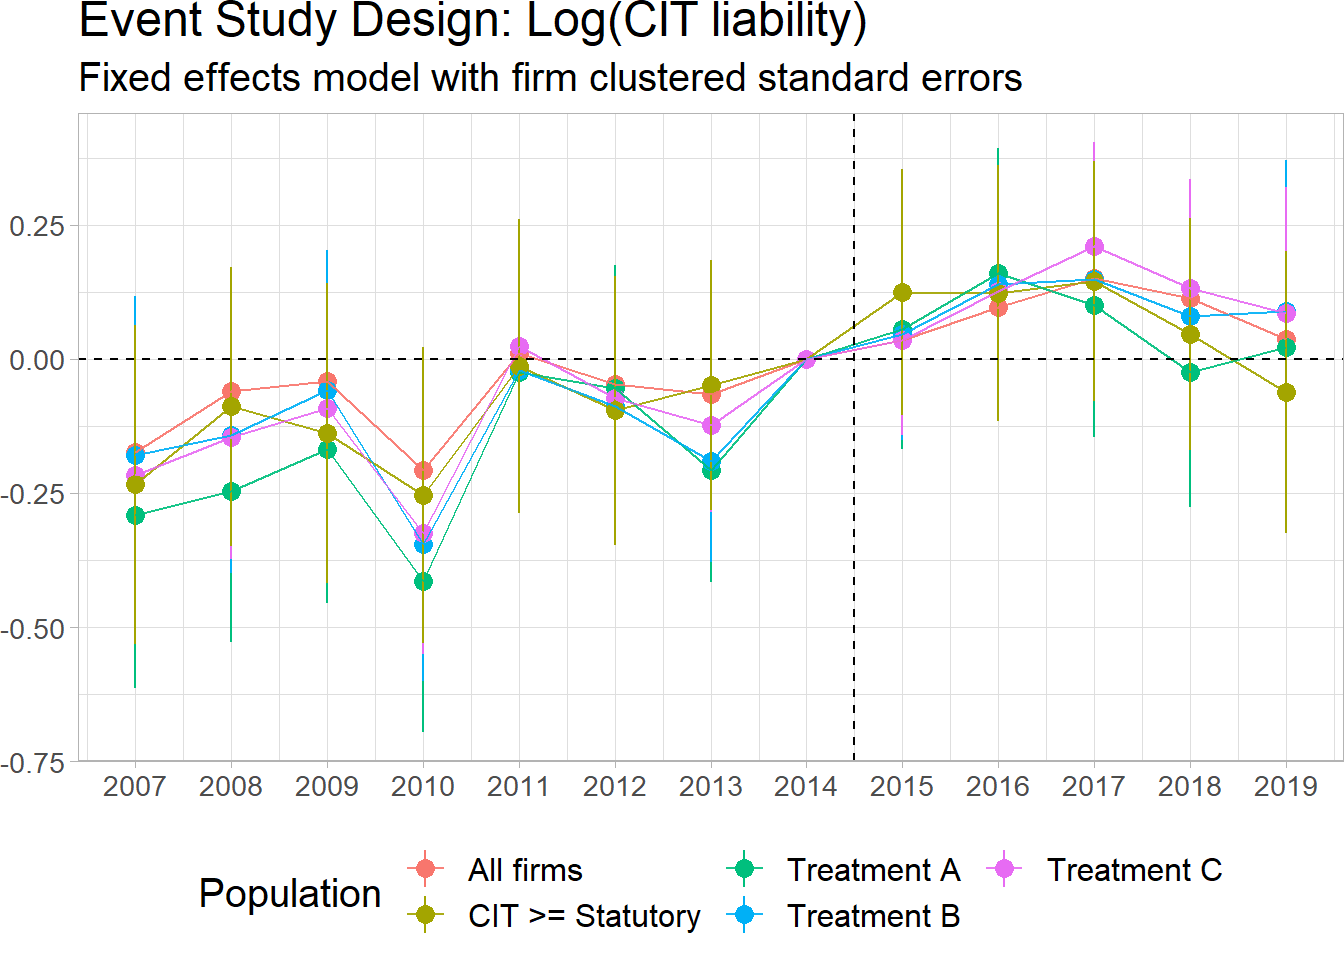 Event Study Design: Log(CIT liability)
Fixed effects model with firm clustered standard errors
0.25
0.00
-0.25
-0.50
-0.75
2007 2008 2009 2010 2011 2012 2013 2014 2015 2016 2017 2018 2019
Population
All firms
CIT >= Statutory
Treatment A
Treatment B
Treatment C